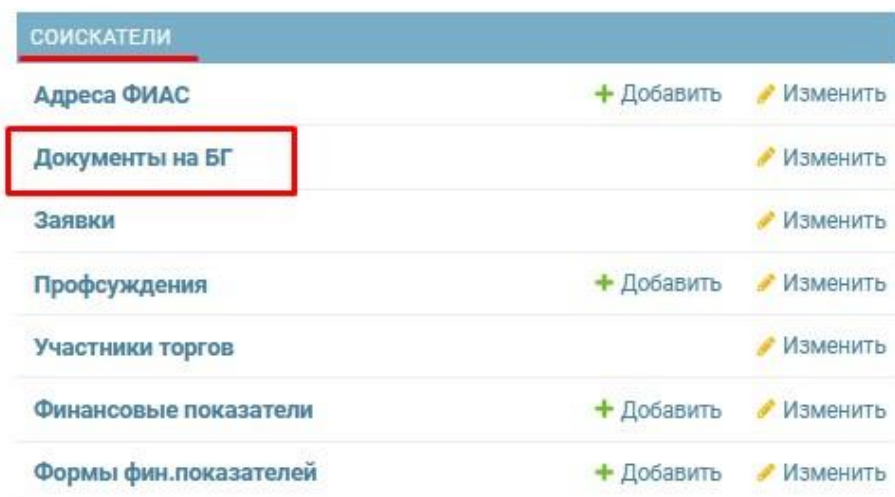 СОИСКАТЕЛИ
Адреса ФИАС Добавить Изменить
Документы на БГ Изменить
Заявки Изменить
Профсуждения Добавить Изменить
Участники торгов Изменить
Финансовые показатели Добавить Изменить
Формы фин.показателей Добавить Изменить